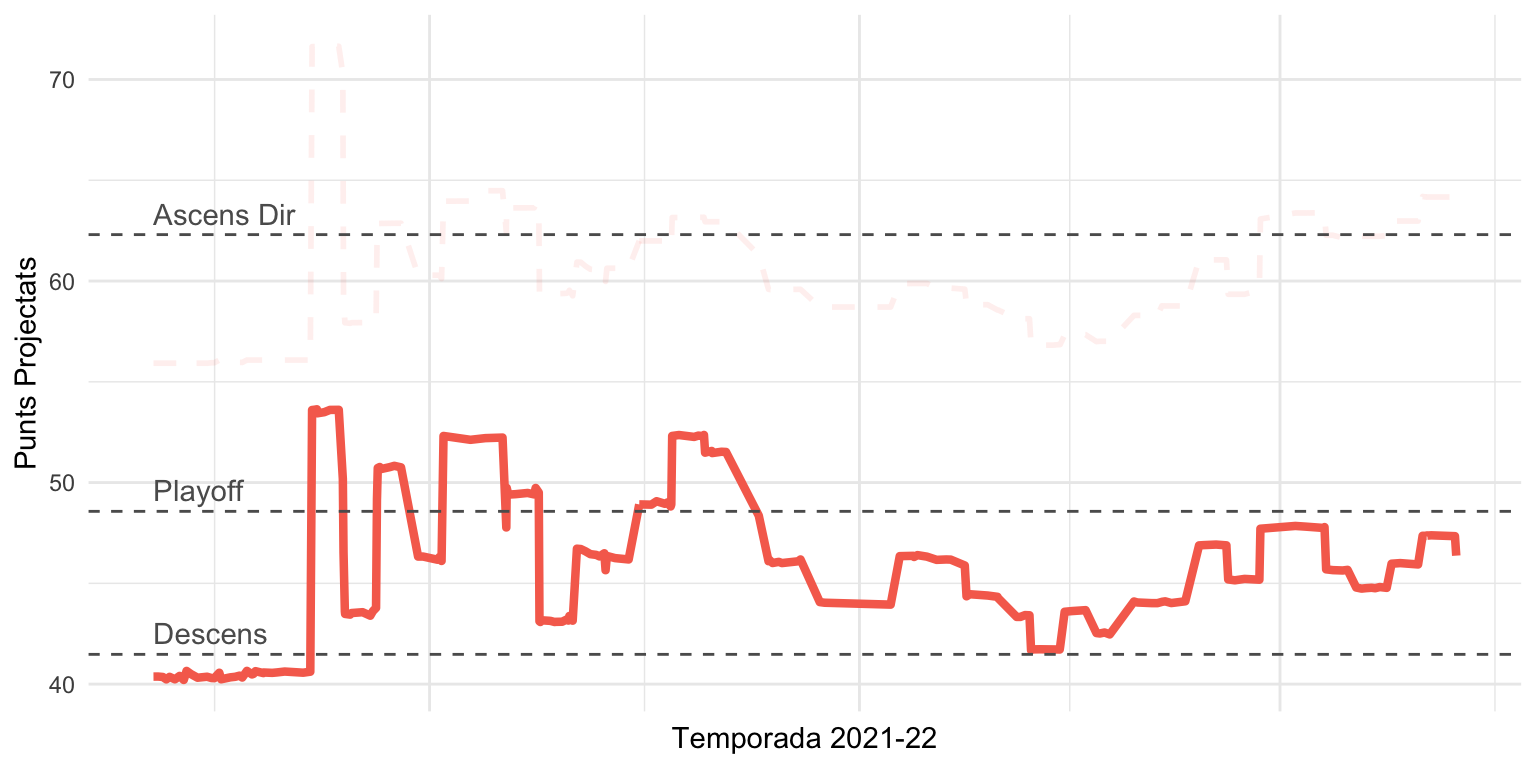 70
Ascens Dir
60
Punts Projectats
50
Playoff
Descens
40
Temporada 2021-22